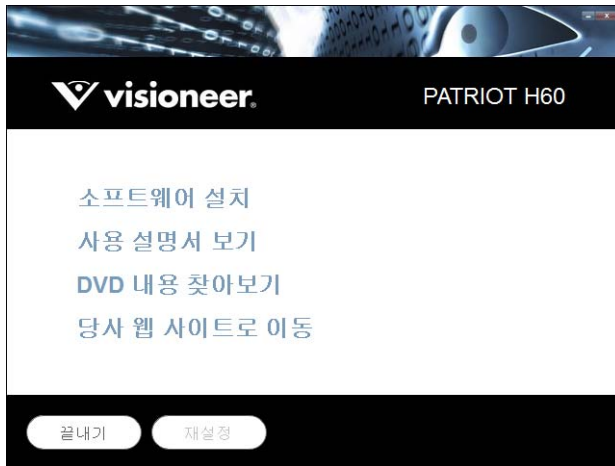 visioneer.
PATRIOT H60
소프트웨어 설치
사용 설명서 보기
DVD 내용 찾아보기
당사 웹 사이트로 이동
끝내기
재설정